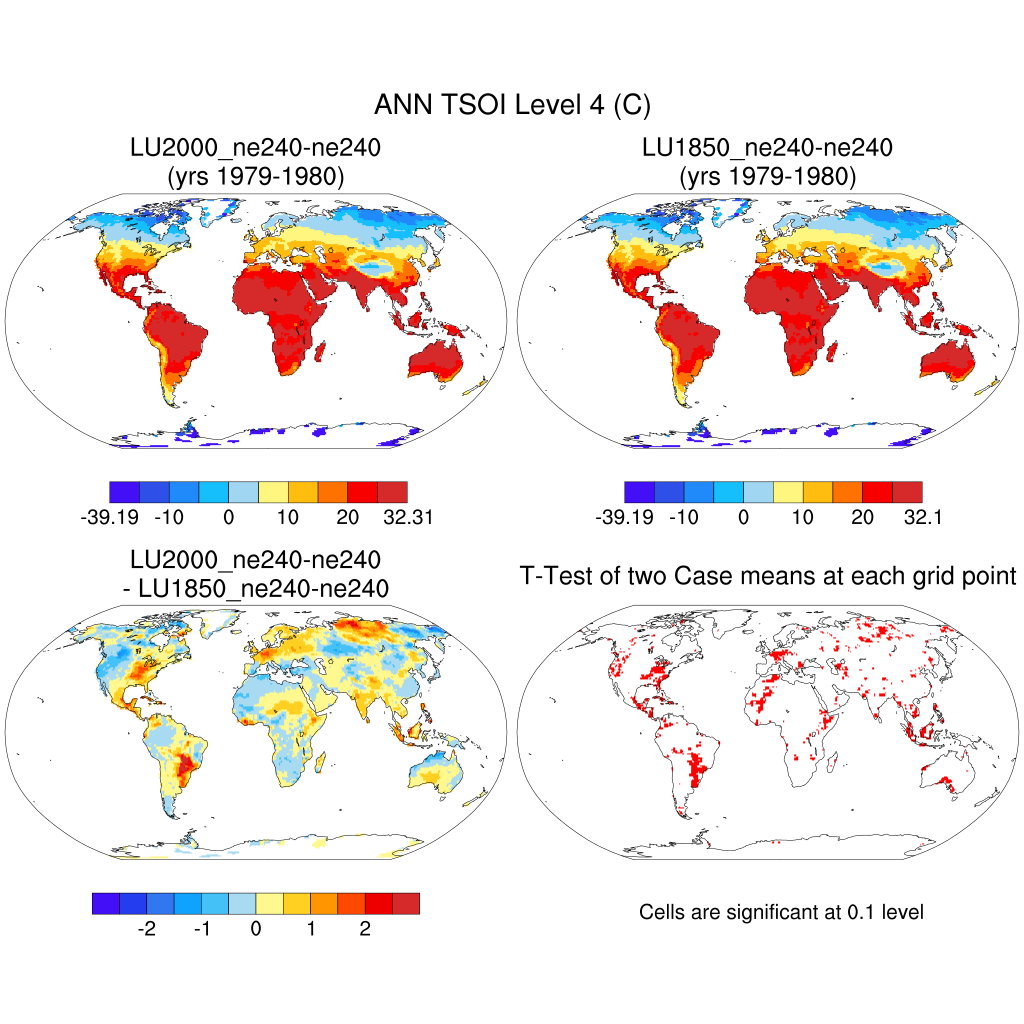 ANN TSOI Level 4 (C)
LU2000_ne240-ne240
(yrs 1979-1980)
LU1850_ne240-ne240
(yrs 1979-1980)
-39.19 -10 0 10 20 32.31
-39.19 -10 0 10 20 32.1
LU2000_ne240-ne240
- LU1850_ne240-ne240
T-Test of two Case means at each grid point
-2 -1 0 1 2
Cells are significant at 0.1 level